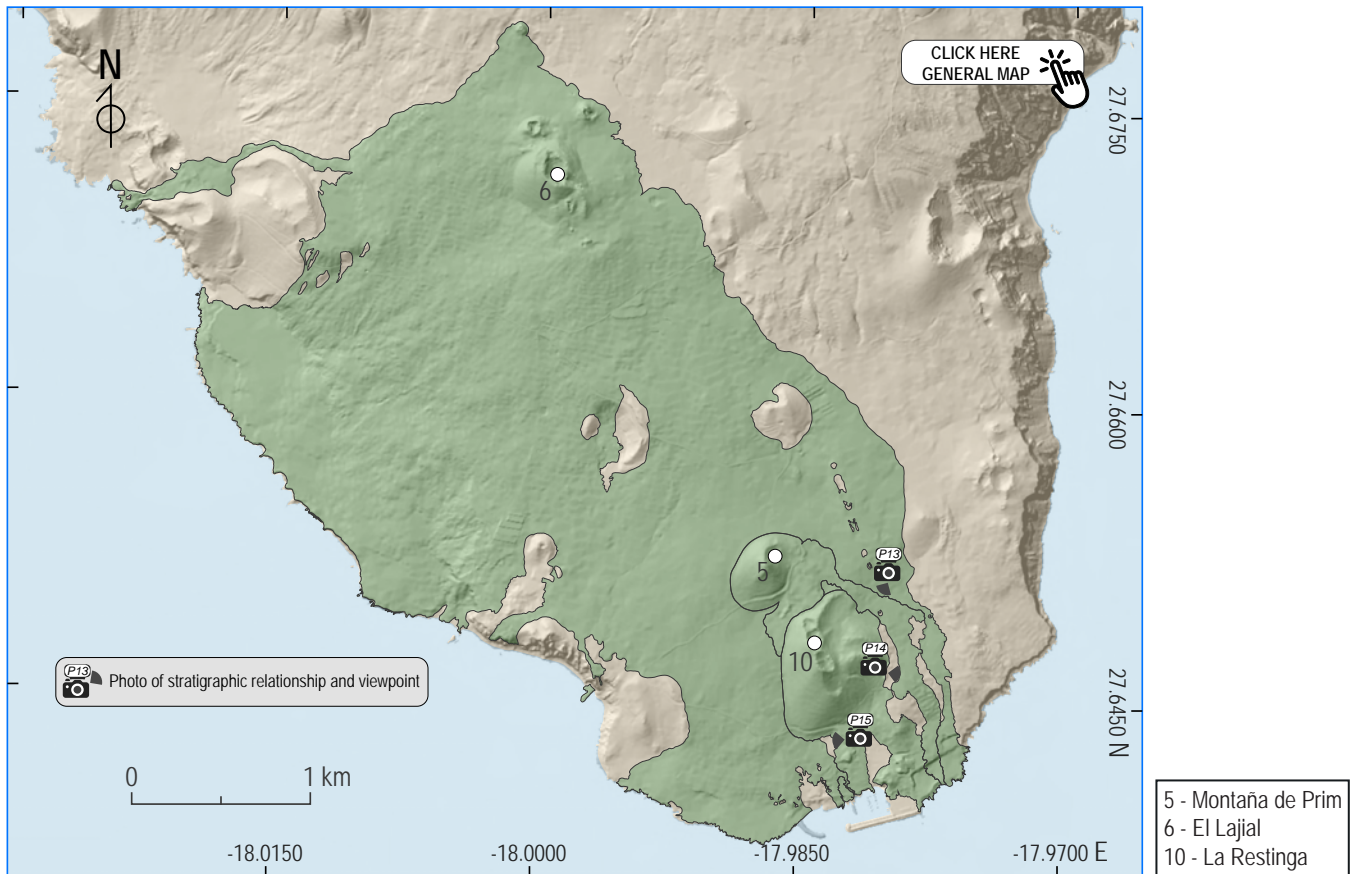 N
CLICK HERE
GENERAL MAP
27.6750
6
27.6600
P13
5
P14
10
P15
P13
Photo of stratigraphic relationship and viewpoint
27.6450 N
0 1 km
-18.0150 -18.0000 -17.9850 -17.9700 E
5 - Montaña de Prim
6 - El Lajial
10 - La Restinga